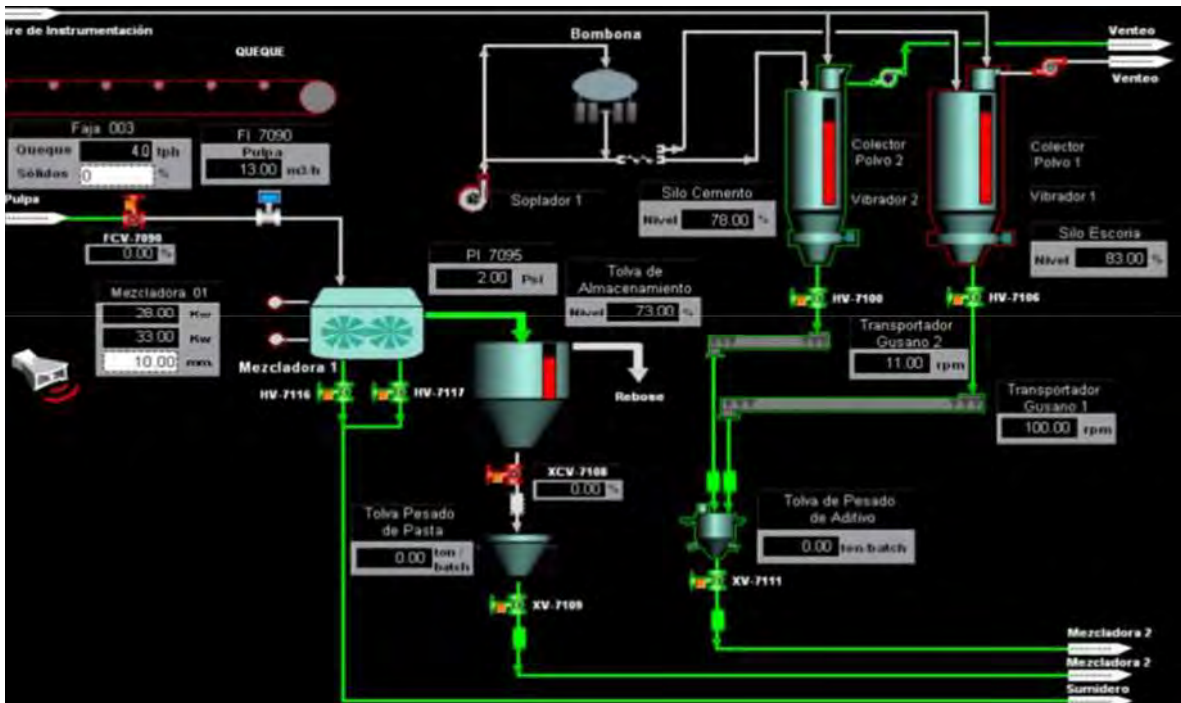 ire de Instrumentación
Bombona
Venteo
QUEQUE
Venteo
Faja 003
Queque 4.0 tph
Sólidos 0 %
FI 7090
Pulpa
13.00 m3/h
Pulpa
FCV-7090
0.00 %
Soplador 1
Silo Cemento
Nivel 78.00 %
Colector
Polvo 2
Vibrador 2
Colector
Polvo 1
Vibrador 1
Silo Escoria
Nivel 83.00 %
PI 7095
2.00 Psi
Tolva de
Almacenamiento
Nivel 73.00 %
HV-7100
HV-7106
Mezcladora 01
28.00 Kw
33.00 Kw
10.00 mm.
Mezcladora 1
HV-7116
HV-7117
Rebose
Transportador
Gusano 2
11.00 rpm
Transportador
Gusano 1
100.00 rpm
XCV-7108
0.00 %
Tolva Pesado
de Pasta
0.00 ton /
batch
Tolva de Pesado
de Aditivo
0.00 ton/batch
XV-7109
XV-7111
Mezcladora 2
Mezcladora 2
Sumidero